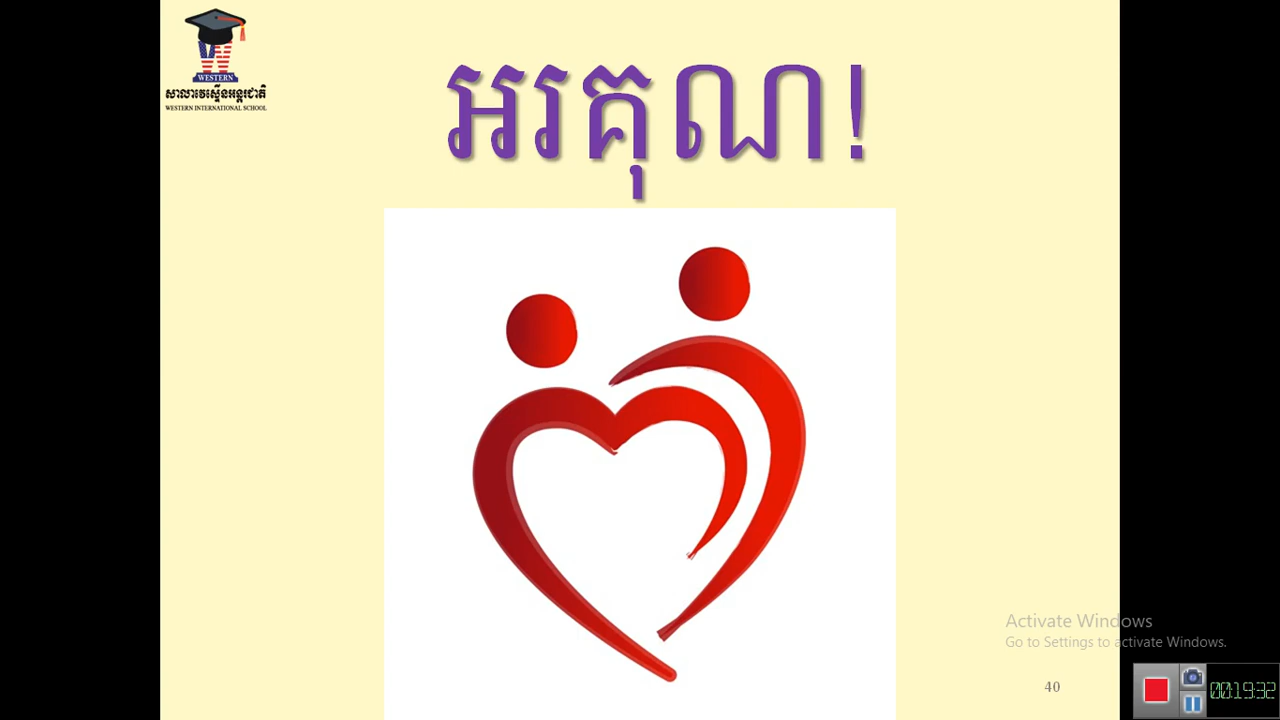 WESTERN
សាលាវេស្ទើនអន្តរជាតិ
WESTERN INTERNATIONAL SCHOOL
អរគុណ!
Activate Windows
Go to Settings to activate Windows.
40
00:19:32